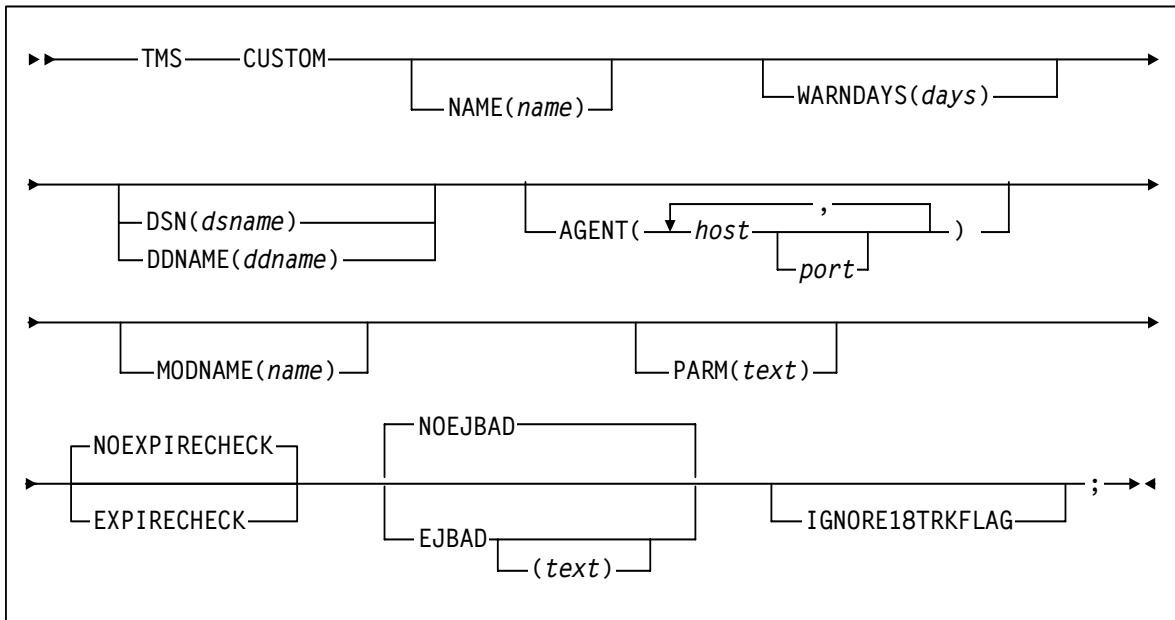 TMS CUSTOM
NAME(name)
WARNDAYS(days)
DSN(dsname)
DDNAME(ddname)
AGENT( host , )
port
MODNAME(name)
PARM(text)
NOEXPIRECHECK
EXPIRECHECK
NOEJBAD
EJBAD
(text)
IGNORE18TRKFLAG
;